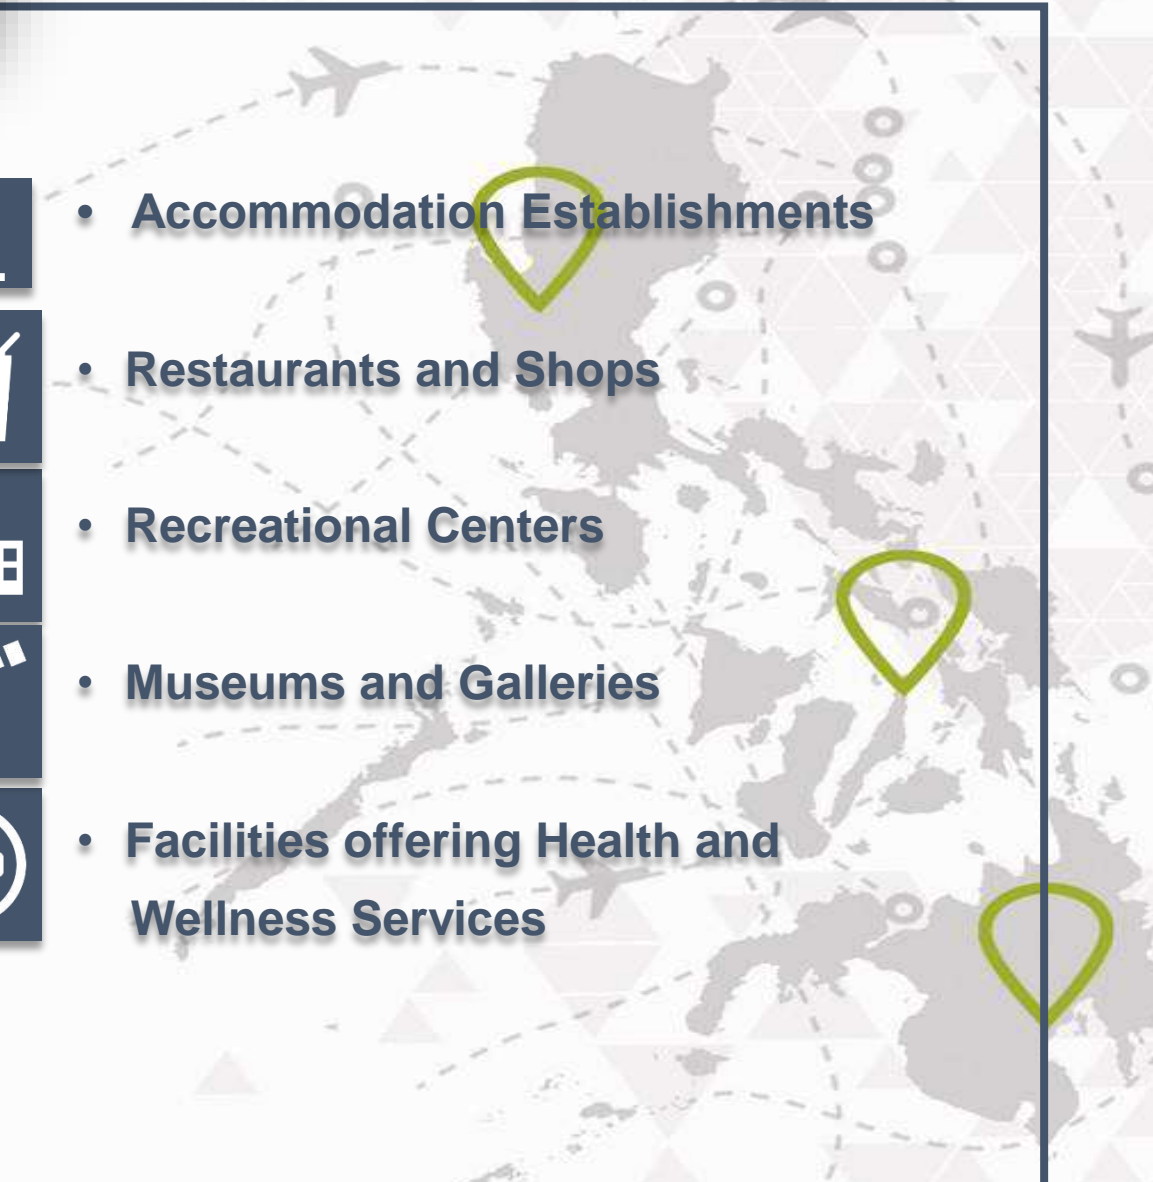 • Accommodation Establishments
• Restaurants and Shops
• Recreational Centers
• Museums and Galleries
• Facilities offering Health and
Wellness Services